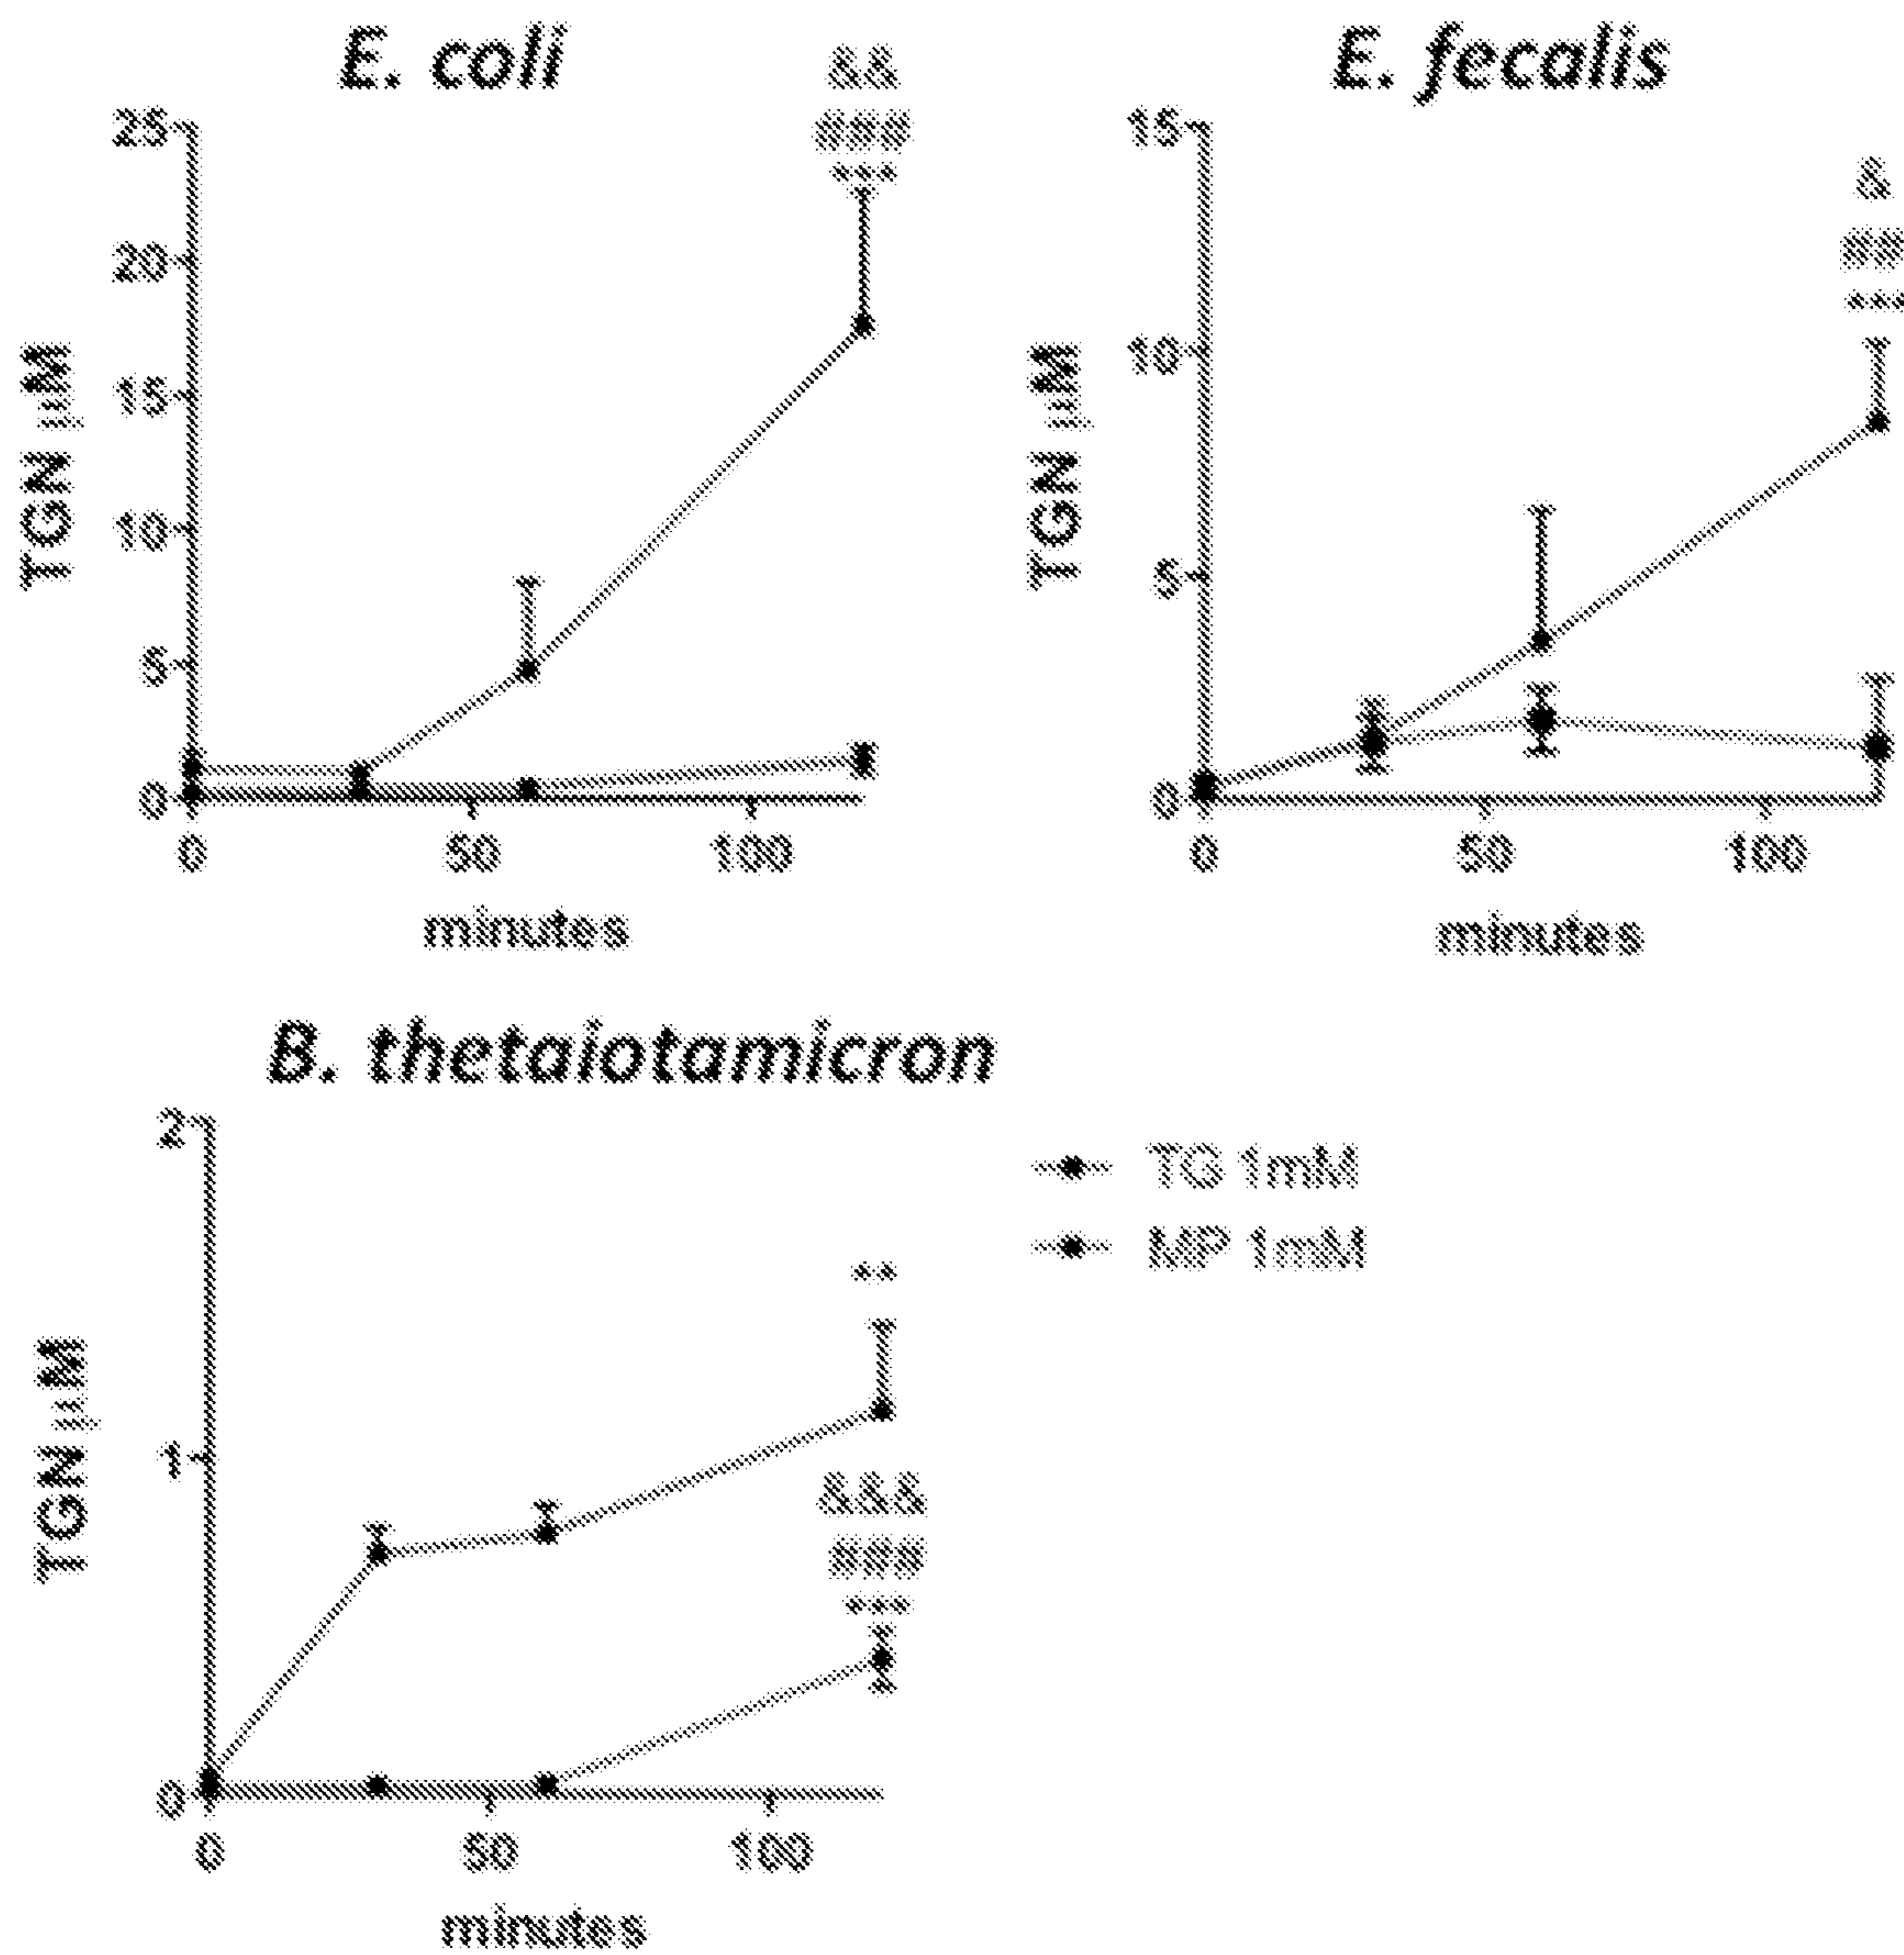 E. coli
&&
###
***
25
20
15
10
5
0
TGN µM
0 50 100
minutes
E. fecalis
&
##
***
15
10
5
0
TGN µM
0 50 100
minutes
B. thetaiotamicron
2
1
0
TGN µM
**
&&&
###
***
0 50 100
minutes
TG 1mM
MP 1mM